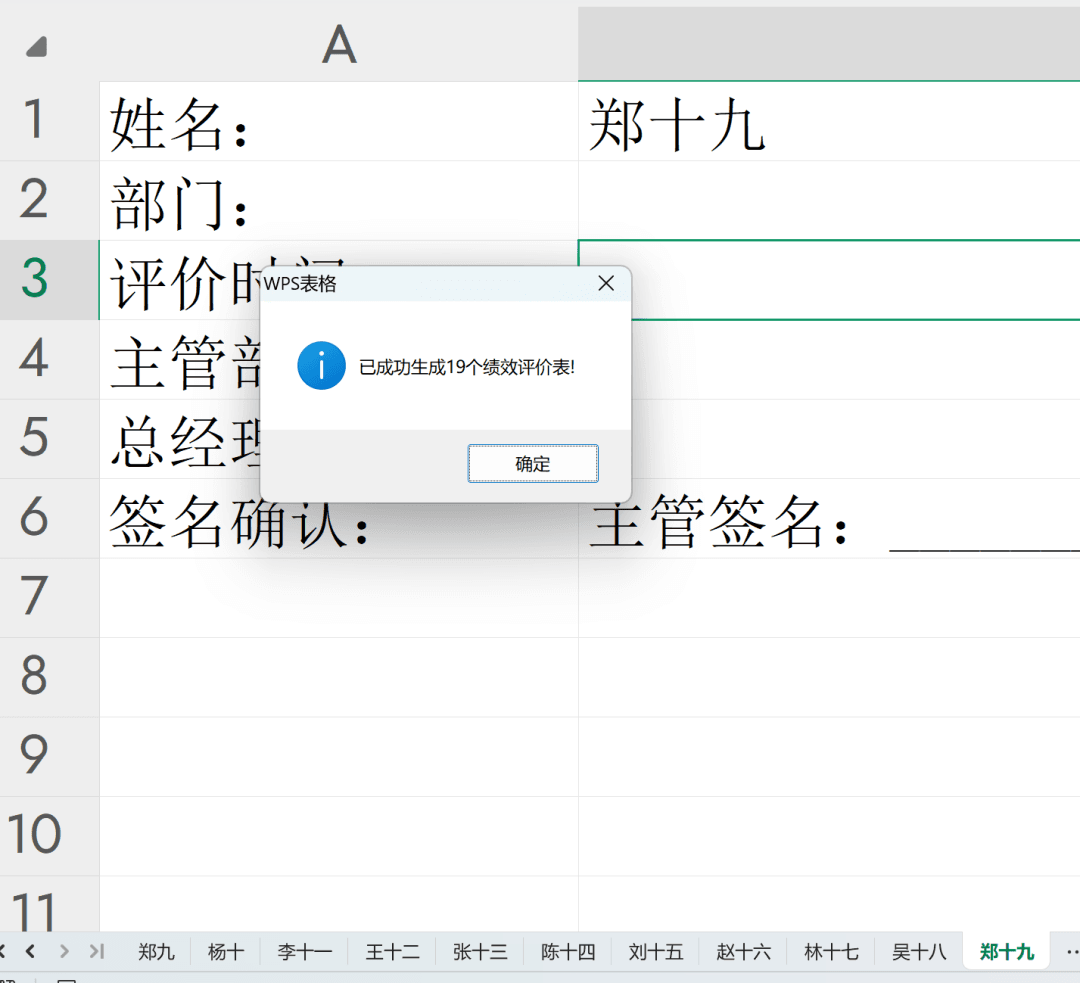 A
1 姓名： 郑十九
2 部门：
3 评价时间
WPS表格
4 主管部
已成功生成19个绩效评价表!
5 总经理
确定
6 签名确认： 主管签名：__________
7
8
9
10
11
郑九 杨十 李十一 王十二 张十三 陈十四 刘十五 赵十六 林十七 吴十八 郑十九 ...